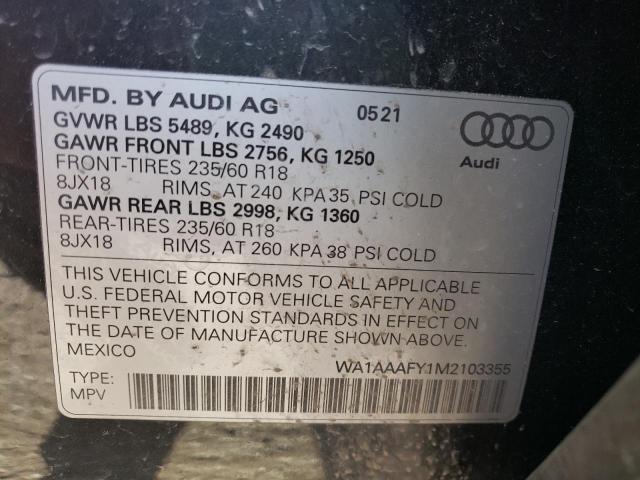 MFD. BY AUDI AG 0521
GVWR LBS 5489, KG 2490
GAWR FRONT LBS 2756, KG 1250
FRONT-TIRES 235/60 R18
8JX18 RIMS, AT 240 KPA 35 PSI COLD
GAWR REAR LBS 2998, KG 1360
REAR-TIRES 235/60 R18
8JX18 RIMS, AT 260 KPA 38 PSI COLD
Audi
THIS VEHICLE CONFORMS TO ALL APPLICABLE
U.S. FEDERAL MOTOR VEHICLE SAFETY AND
THEFT PREVENTION STANDARDS IN EFFECT ON
THE DATE OF MANUFACTURE SHOWN ABOVE.
MEXICO WA1AAAFY1M2103355
TYPE:
MPV